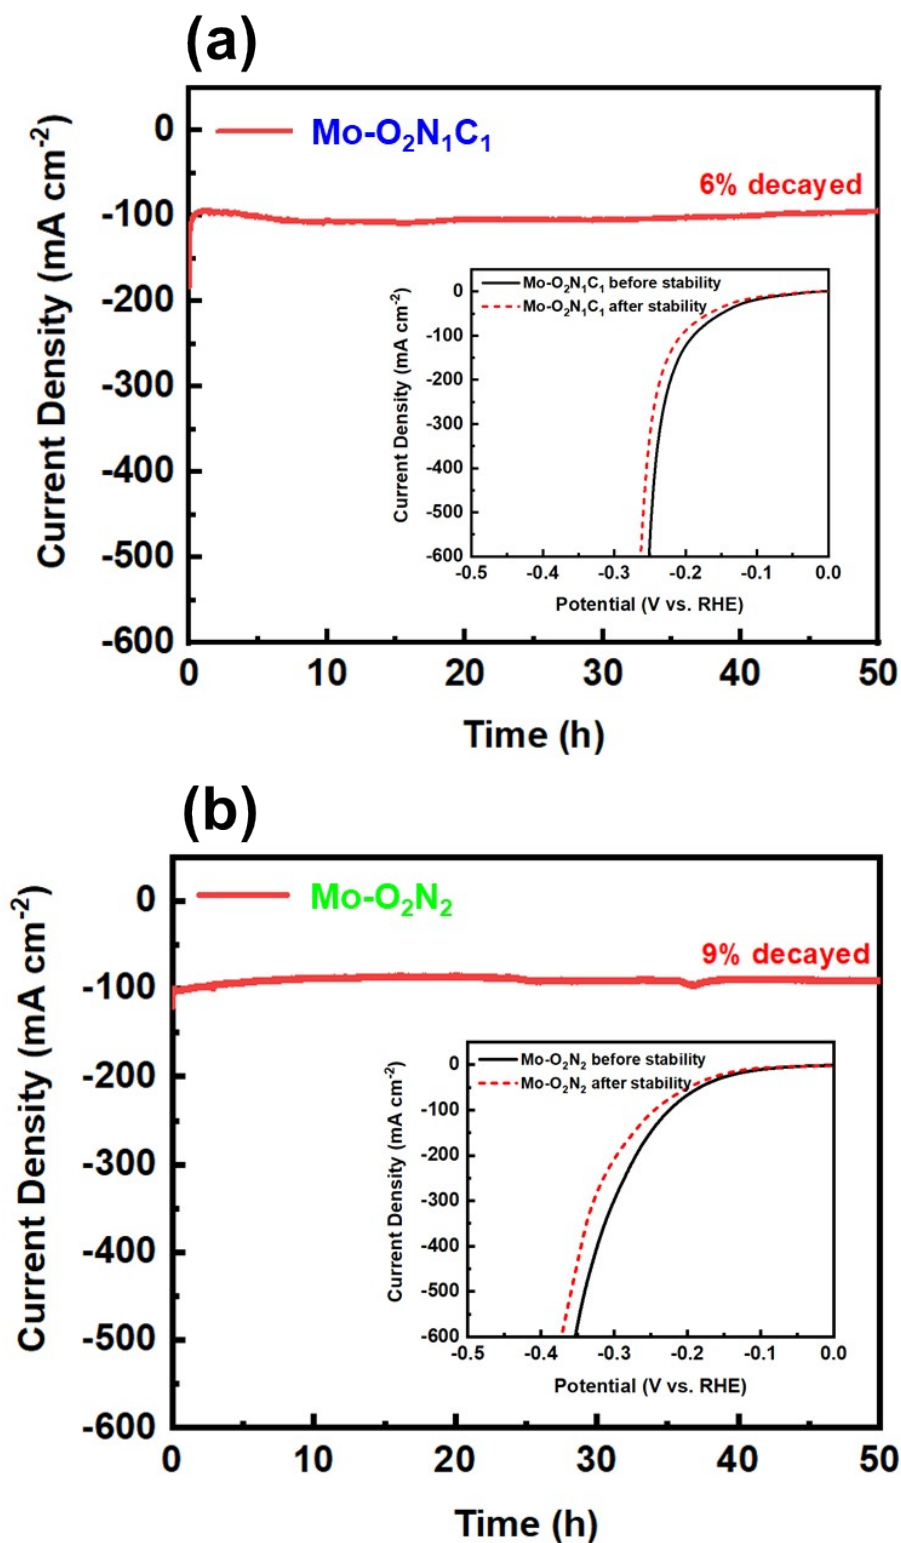 (a)
Mo-O₂N₁C₁
6% decayed
Current Density (mA cm⁻²)
0
-100
-200
-300
-400
-500
-600
0 10 20 30 40 50
Time (h)
Mo-O₂N₁C₁ before stability
Mo-O₂N₁C₁ after stability
Current Density (mA cm⁻²)
0
-100
-200
-300
-400
-500
-600
-0.5 -0.4 -0.3 -0.2 -0.1 0.0
Potential (V vs. RHE)
(b)
Mo-O₂N₂
9% decayed
Current Density (mA cm⁻²)
0
-100
-200
-300
-400
-500
-600
0 10 20 30 40 50
Time (h)
Mo-O₂N₂ before stability
Mo-O₂N₂ after stability
Current Density (mA cm⁻²)
0
-100
-200
-300
-400
-500
-600
-0.5 -0.4 -0.3 -0.2 -0.1 0.0
Potential (V vs. RHE)